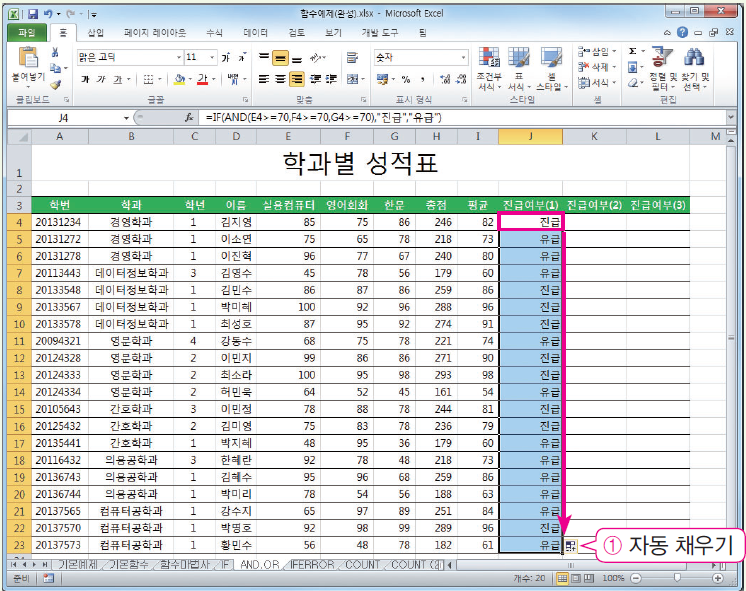 함수예제(완성).xlsx - Microsoft Excel
파일 홈 삽입 페이지 레이아웃 수식 데이터 검토 보기 개발 도구 팀
붙여넣기 맑은 고딕 11 숫자 조건부 서식 표 서식 셀 스타일 삽입 삭제 서식 정렬 및 필터 찾기 및 선택
클립보드 글꼴 맞춤 표시 형식 스타일 셀 편집
J4 fx =IF(AND(E4>=70,F4>=70,G4>=70),"진급","유급")
A B C D E F G H I J K L M
1 학과별 성적표
2
3 학번 학과 학년 이름 실용컴퓨터 영어회화 한문 총점 평균 진급여부(1) 진급여부(2) 진급여부(3)
4 20131234 경영학과 1 김지영 85 75 86 246 82 진급
5 20131272 경영학과 1 이소연 75 65 78 218 73 유급
6 20131278 경영학과 1 이진혁 96 77 67 240 80 유급
7 20113443 데이터정보학과 3 김영수 45 78 56 179 60 유급
8 20133548 데이터정보학과 1 김민수 86 87 86 259 86 진급
9 20133567 데이터정보학과 1 박미혜 100 92 96 288 96 진급
10 20133578 데이터정보학과 1 최성호 87 95 92 274 91 진급
11 20094321 영문학과 4 강동수 68 75 78 221 74 유급
12 20124328 영문학과 2 이민지 99 86 86 271 90 진급
13 20124333 영문학과 2 최소라 100 95 98 293 98 진급
14 20124334 영문학과 2 허민욱 64 52 45 161 54 유급
15 20105643 간호학과 3 이민정 78 88 78 244 81 진급
16 20125432 간호학과 2 김미영 75 83 78 236 79 진급
17 20135441 간호학과 1 박지혜 48 95 36 179 60 유급
18 20116432 의용공학과 3 한혜란 92 78 48 218 73 유급
19 20136743 의용공학과 1 김혜수 95 96 68 259 86 유급
20 20136744 의용공학과 1 박미리 78 54 56 188 63 유급
21 20137565 컴퓨터공학과 1 강수지 65 97 89 251 84 유급
22 20137570 컴퓨터공학과 1 박명호 92 98 99 289 96 진급
23 20137573 컴퓨터공학과 1 황민수 56 48 78 182 61 유급
① 자동 채우기
기본예제 기본함수 함수마법사 IF AND,OR IFERROR COUNT COUNT
준비 개수: 20 100%